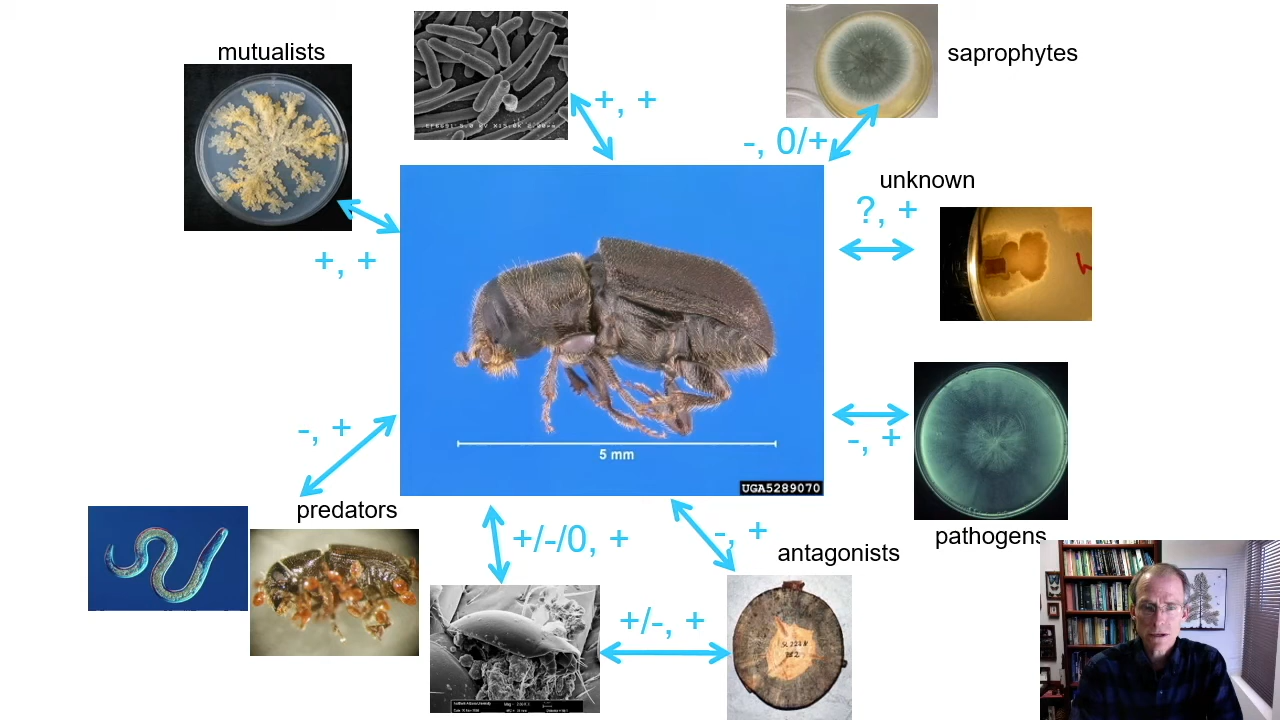 mutualists
saprophytes
+, +
-, 0/+
unknown
?, +
+, +
5 mm
UGA5289070
-, +
-, +
predators
pathogens
+/-/0, +
-, +
antagonists
+/-, +